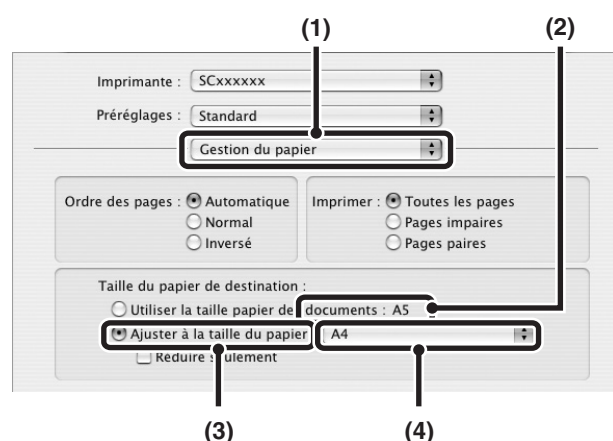 (1)
(2)
Imprimante : SCxxxxxx
Préréglages : Standard
Gestion du papier
Ordre des pages : Automatique
Normal
Inversé
Imprimer : Toutes les pages
Pages impaires
Pages paires
Taille du papier de destination :
Utiliser la taille papier des documents : A5
Ajuster à la taille du papier A4
Réduire seulement
(3)
(4)